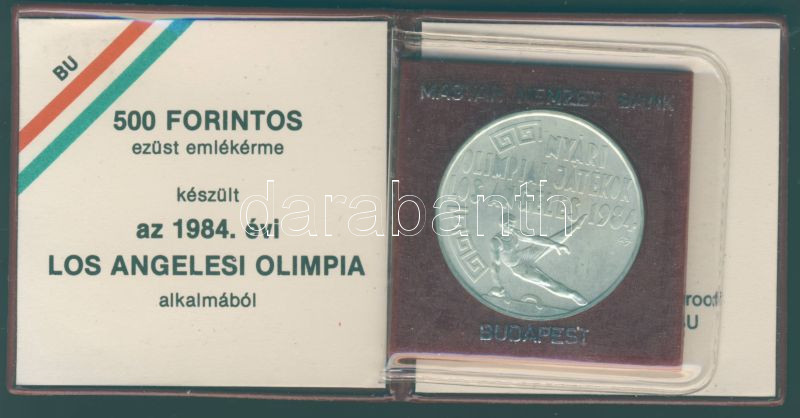 BU
500 FORINTOS
ezüst emlékérme
készült
az 1984. évi
LOS ANGELESI OLIMPIA
alkalmából
MAGYAR NEMZETI BANK
NYÁRI
OLIMPIAI JÁTÉKOK
LOS ANGELES 1984
BUDAPEST
BU
darabanth